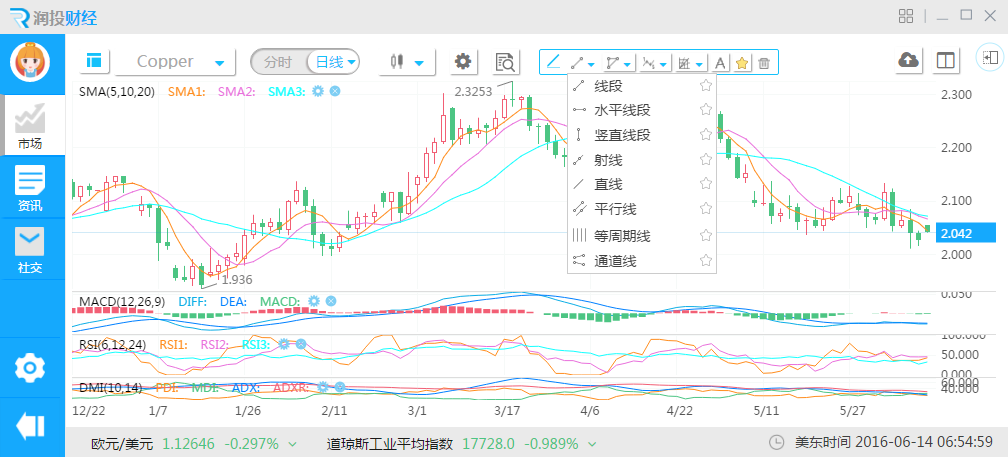 润投财经
Copper
分时
日线
A
SMA(5,10,20) SMA1: SMA2: SMA3:
2.3253
1.936
线段
水平线段
竖直线段
射线
直线
平行线
等周期线
通道线
2.300
2.200
2.100
2.042
2.000
市场
资讯
社交
MACD(12,26,9) DIFF: DEA: MACD:
0.050
RSI(6,12,24) RSI1: RSI2: RSI3:
100.000
50.000
0.000
DMI(10,14) PDI: MDI: ADX: ADXR:
60.000
40.000
12/22 1/7 1/26 2/11 3/1 3/17 4/6 4/22 5/11 5/27
欧元/美元 1.12646 -0.297% 道琼斯工业平均指数 17728.0 -0.989% 美东时间 2016-06-14 06:54:59